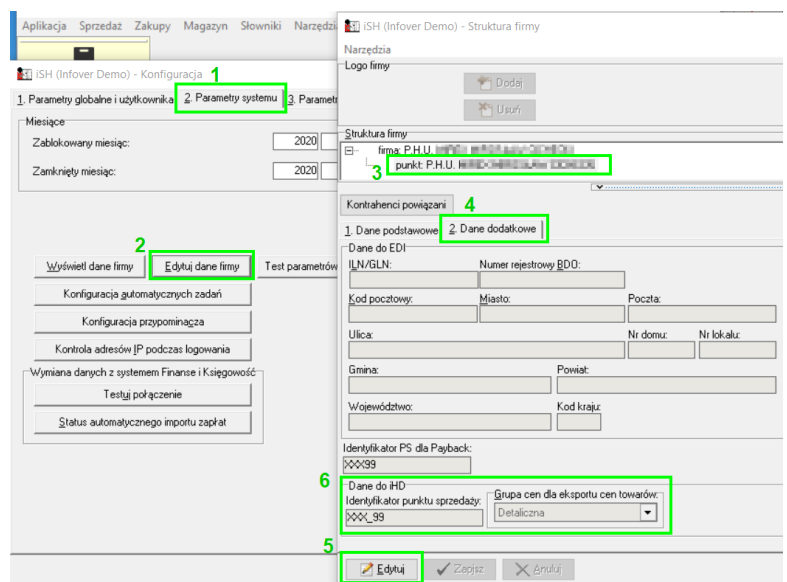 Aplikacja Sprzedaż Zakupy Magazyn Słowniki Narzędzi
iSH (Infover Demo) - Konfiguracja 1
1. Parametry globalne i użytkownika 2. Parametry systemu 3. Parametr
Miesiące
Zablokowany miesiąc: 2020
Zamknięty miesiąc: 2020
2
Wyświetl dane firmy Edytuj dane firmy Test parametrów
Konfiguracja automatycznych zadań
Konfiguracja przypominacza
Kontrola adresów IP podczas logowania
Wymiana danych z systemem Finanse i Księgowość
Testuj połączenie
Status automatycznego importu zapłat
iSH (Infover Demo) - Struktura firmy
Narzędzia
Logo firmy
Dodaj
Usuń
Struktura firmy
firma: P.H.U.
3 punkt: P.H.U.
Kontrahenci powiązani 4
1. Dane podstawowe 2. Dane dodatkowe
Dane do EDI
ILN/GLN: Numer rejestrowy BDO:
Kod pocztowy: Miasto: Poczta:
Ulica: Nr domu: Nr lokalu:
Gmina: Powiat:
Województwo: Kod kraju:
Identyfikator PS dla Payback:
XXX99
6 Dane do iHD
Identyfikator punktu sprzedaży: Grupa cen dla eksportu cen towarów:
XXX_99 Detaliczna
5
Edytuj Zapisz Anuluj